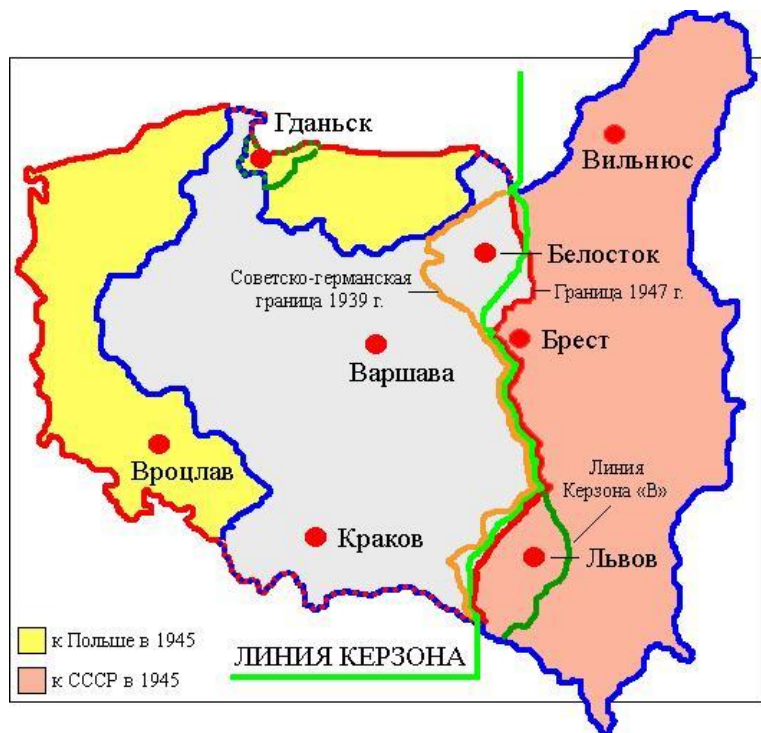 Гданьск
Вильнюс
Белосток
Советско-германская
граница 1939 г.
Граница 1947 г.
Брест
Варшава
Вроцлав
Линия
Керзона «В»
Краков
Львов
к Польше в 1945
ЛИНИЯ КЕРЗОНА
к СССР в 1945